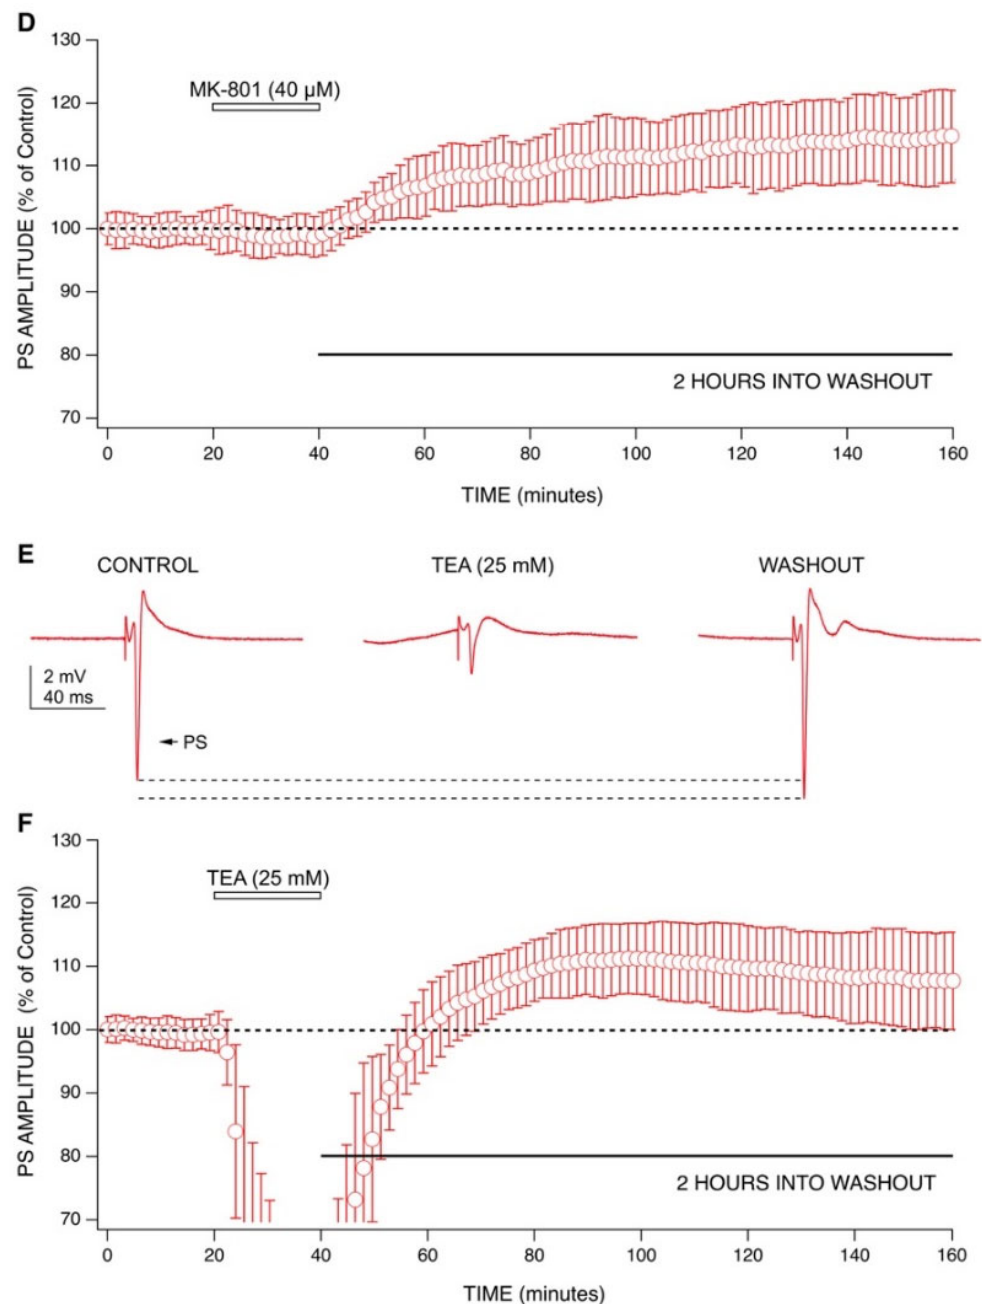 D
130
120
110
100
90
80
70
PS AMPLITUDE (% of Control)
MK-801 (40 µM)
2 HOURS INTO WASHOUT
0 20 40 60 80 100 120 140 160
TIME (minutes)
E
CONTROL TEA (25 mM) WASHOUT
2 mV
40 ms
PS
F
130
120
110
100
90
80
70
PS AMPLITUDE (% of Control)
TEA (25 mM)
2 HOURS INTO WASHOUT
0 20 40 60 80 100 120 140 160
TIME (minutes)